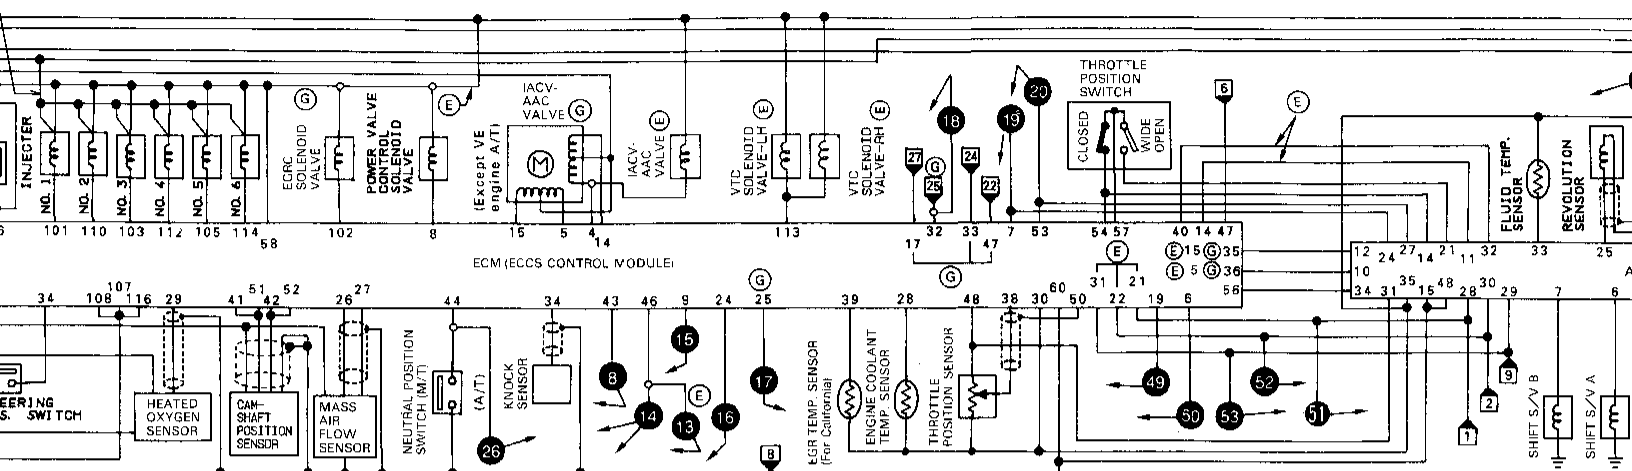 INJECTOR
NO. 1
NO. 2
NO. 3
NO. 4
NO. 5
NO. 6
G
EGRC
SOLENOID
VALVE
POWER VALVE
CONTROL
SOLENOID
VALVE
E
(Except VE
engine A/T)
IACV-
AAC
VALVE
G
M
IACV-
AAC
VALVE
E
VTC
SOLENOID
VALVE-LH
E
VTC
SOLENOID
VALVE-RH
E
27
G
25
18
24
22
19
20
THROTTLE
POSITION
SWITCH
CLOSED
WIDE
OPEN
6
E
FLUID TEMP.
SENSOR
REVOLUTION
SENSOR
101 110 103 112 105 114 58 102 8 15 5 4 14 113 32 33 7 53 54 57 40 14 47
17 47
G
E
31 21
E 15 G 35
E 5 G 36
56
12 24 27 14 21 11 32 33 25
10
34
ECM (ECCS CONTROL MODULE)
G
34 108 107 116 29 41 51 42 52 26 27 44 34 43 46 9 24 25 39 28 48 38 30 60 50 22 19 6 31 35 15 48 28 30 29 7 6
EERING
S. SWITCH
HEATED
OXYGEN
SENSOR
CAM-
SHAFT
POSITION
SENSOR
MASS
AIR
FLOW
SENSOR
NEUTRAL POSITION
SWITCH (M/T)
(A/T)
26
KNOCK
SENSOR
8
14
15
E
13
16
17
8
EGR TEMP. SENSOR
(For California)
ENGINE COOLANT
TEMP. SENSOR
THROTTLE
POSITION SENSOR
49
50
53
52
51
1
2
9
SHIFT S/V B
SHIFT S/V A